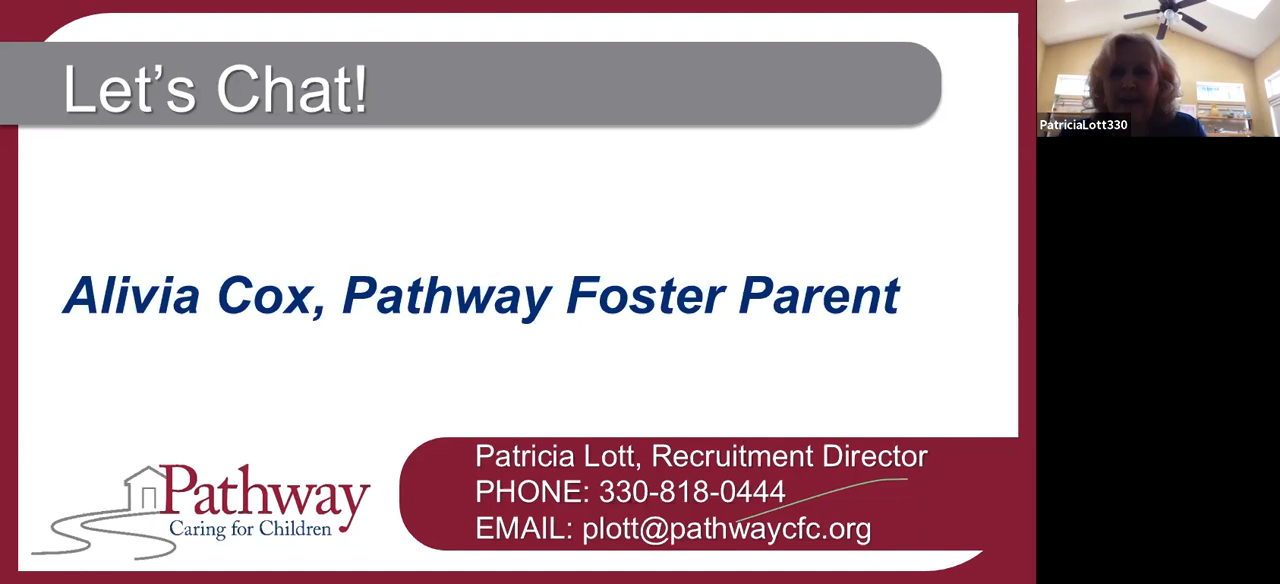 Let’s Chat!
PatriciaLott330
Alivia Cox, Pathway Foster Parent
Patricia Lott, Recruitment Director
PHONE: 330-818-0444
EMAIL: plott@pathwaycfc.org
Pathway
Caring for Children